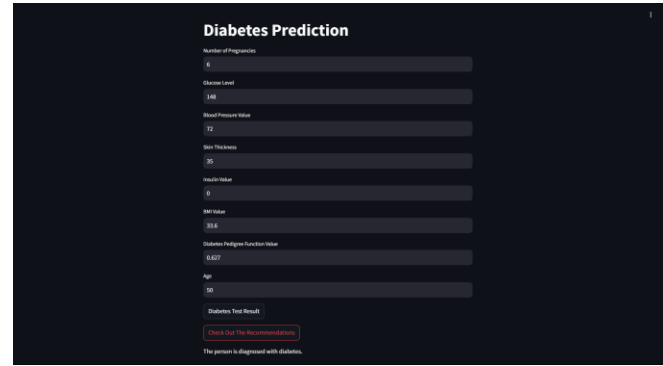 Diabetes Prediction
Number of Pregnancies
6
Glucose Level
148
Blood Pressure Value
72
Skin Thickness
35
Insulin Value
0
BMI Value
33.6
Diabetes Pedigree Function Value
0.627
Age
50
Diabetes Test Result
Check Out The Recommendations
The person is diagnosed with diabetes.